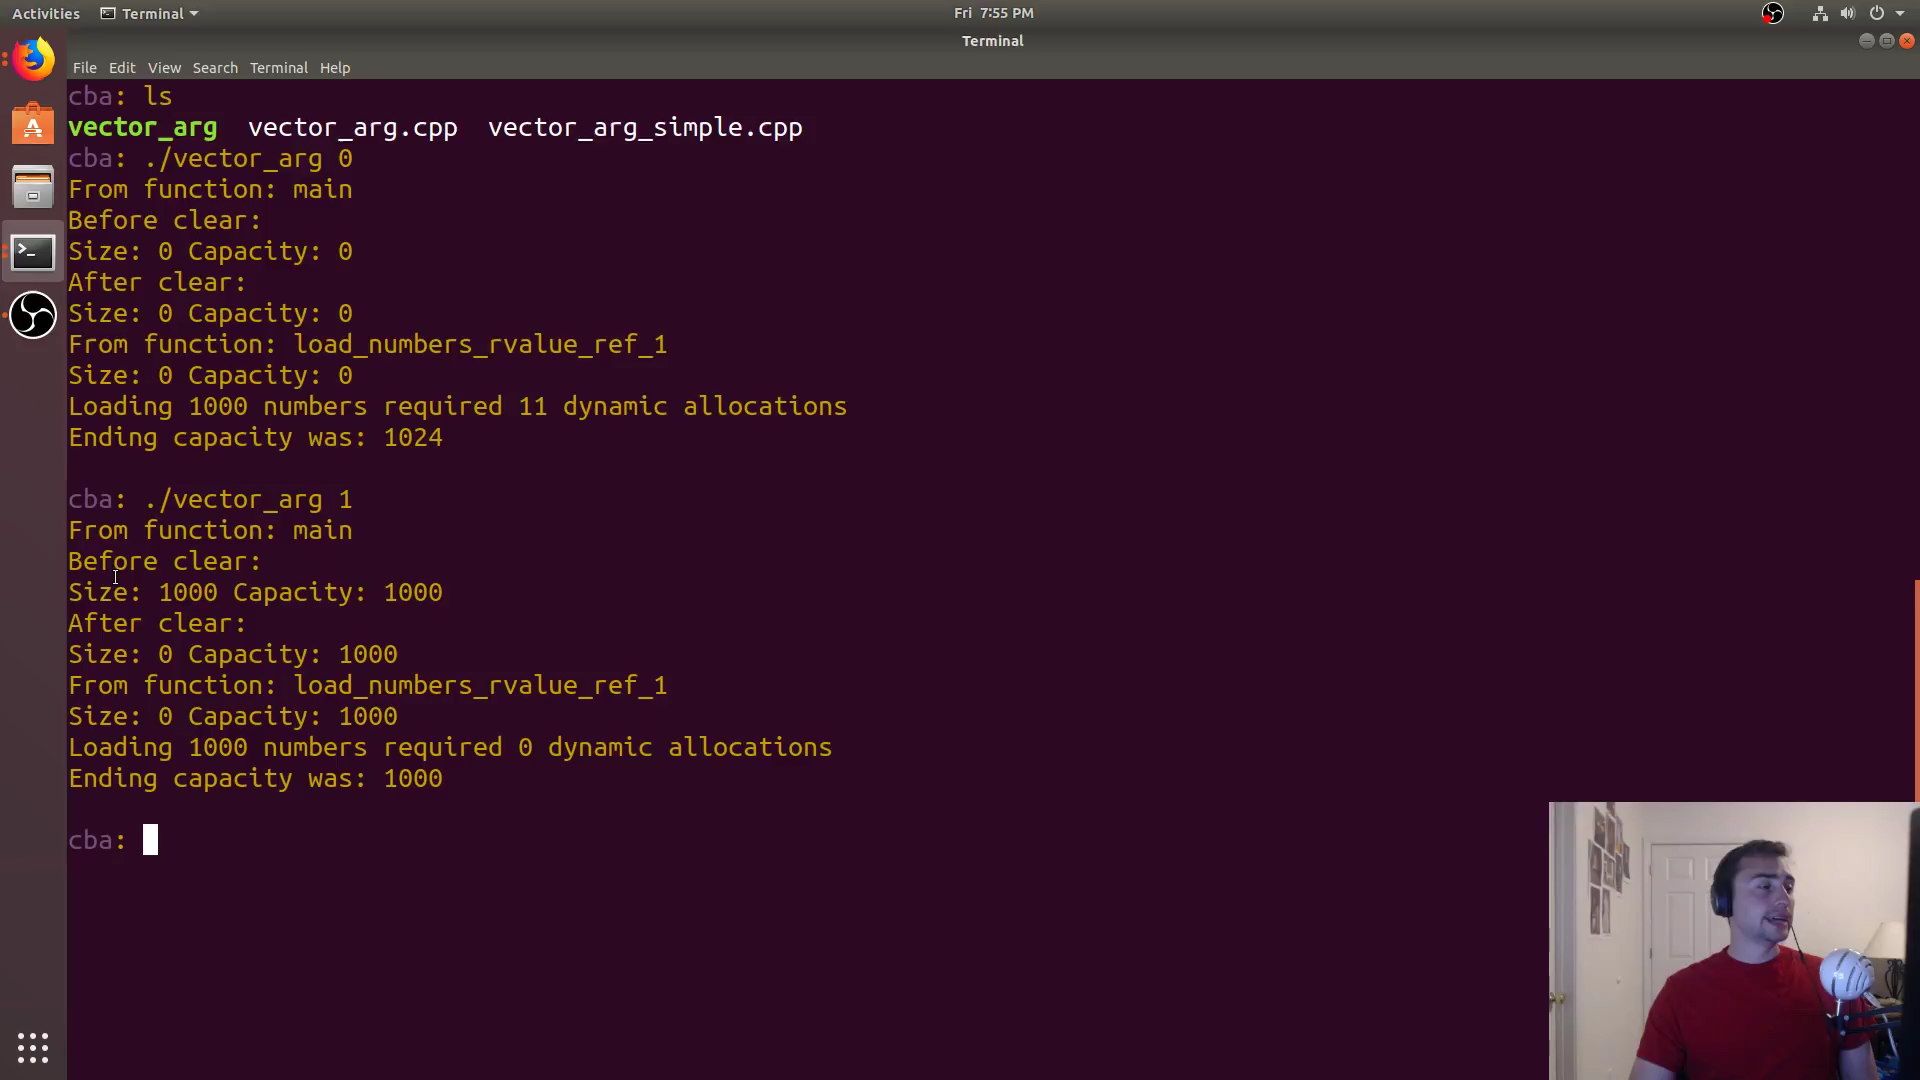 Activities Terminal Fri 7:55 PM
Terminal
File Edit View Search Terminal Help
cba: ls
vector_arg vector_arg.cpp vector_arg_simple.cpp
cba: ./vector_arg 0
From function: main
Before clear:
Size: 0 Capacity: 0
After clear:
Size: 0 Capacity: 0
From function: load_numbers_rvalue_ref_1
Size: 0 Capacity: 0
Loading 1000 numbers required 11 dynamic allocations
Ending capacity was: 1024
cba: ./vector_arg 1
From function: main
Before clear:
Size: 1000 Capacity: 1000
After clear:
Size: 0 Capacity: 1000
From function: load_numbers_rvalue_ref_1
Size: 0 Capacity: 1000
Loading 1000 numbers required 0 dynamic allocations
Ending capacity was: 1000
cba: